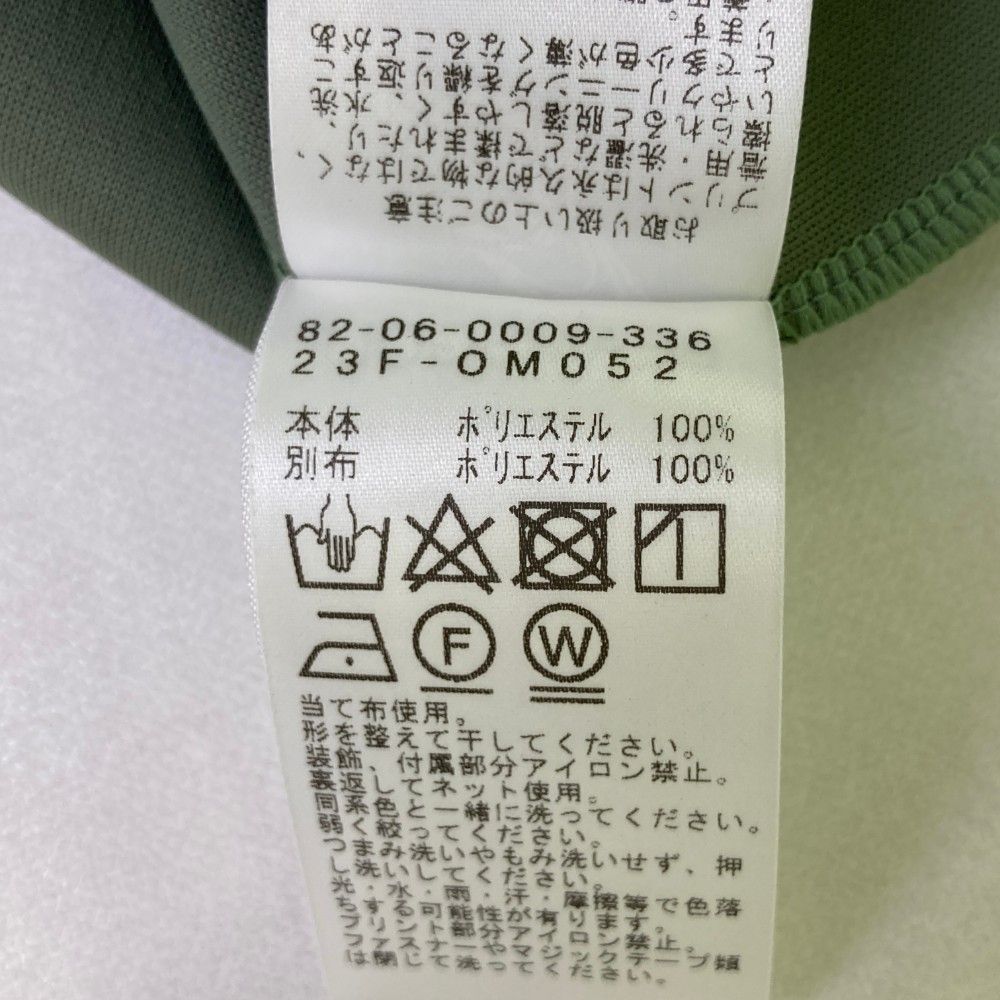 お取り扱い上のご注意
プリントは永久的な物ではなく、
着用・洗濯などで揉まれたり、
擦られると脱落しやすく、水洗
いやクリーニングを繰り返すこ
とで多少色が薄くなることがあ
ります。
82-06-0009-336
23F-OM052
本体 ポリエステル 100%
別布 ポリエステル 100%
F W
当て布使用。
形を整えて干してください。
装飾、付属部分アイロン禁止。
裏返してネット使用。
同系色と一緒に洗ってください。
弱く絞ってください。
つまみ洗いやもみ洗いせず、押
し洗いしてください。
光・水・雨・汗・摩擦等で色落
ちする可能性が有ります。
プリント部分アイロン禁止。
ファスナーやマジックテープ類
は閉じて洗ってください。